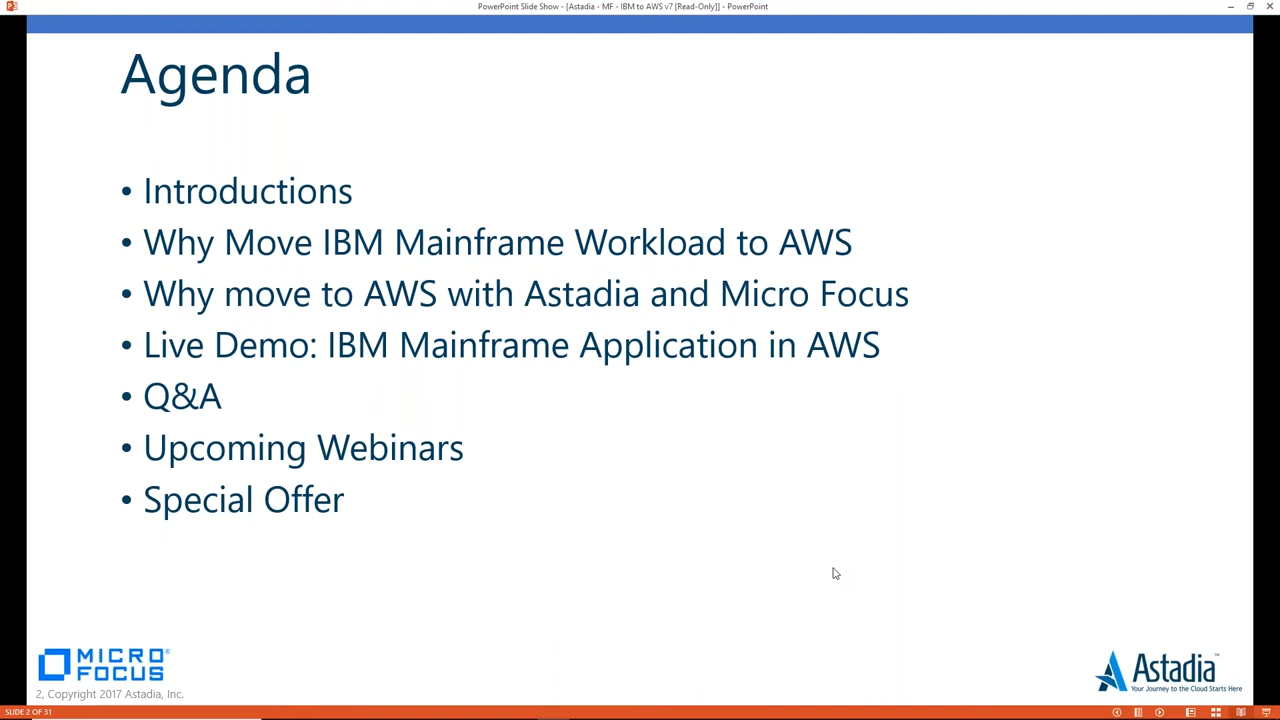 PowerPoint Slide Show - [Astadia - MF - IBM to AWS v7 [Read-Only]] - PowerPoint
Agenda
• Introductions
• Why Move IBM Mainframe Workload to AWS
• Why move to AWS with Astadia and Micro Focus
• Live Demo: IBM Mainframe Application in AWS
• Q&A
• Upcoming Webinars
• Special Offer
MICRO
FOCUS®
Astadia™
Your Journey to the Cloud Starts Here
2, Copyright 2017 Astadia, Inc.
SLIDE 2 OF 31